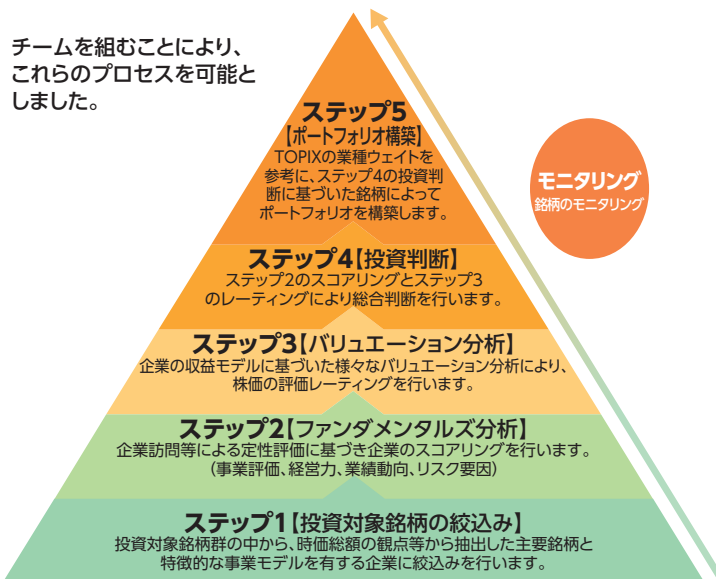 チームを組むことにより、
これらのプロセスを可能と
しました。
ステップ5
【ポートフォリオ構築】
TOPIXの業種ウェイトを
参考に、ステップ4の投資判
断に基づいた銘柄によって
ポートフォリオを構築します。
モニタリング
銘柄のモニタリング
ステップ4【投資判断】
ステップ2のスコアリングとステップ3
のレーティングにより総合判断を行います。
ステップ3【バリュエーション分析】
企業の収益モデルに基づいた様々なバリュエーション分析により、
株価の評価レーティングを行います。
ステップ2【ファンダメンタルズ分析】
企業訪問等による定性評価に基づき企業のスコアリングを行います。
(事業評価、経営力、業績動向、リスク要因)
ステップ1【投資対象銘柄の絞込み】
投資対象銘柄群の中から、時価総額の観点等から抽出した主要銘柄と
特徴的な事業モデルを有する企業に絞込みを行います。